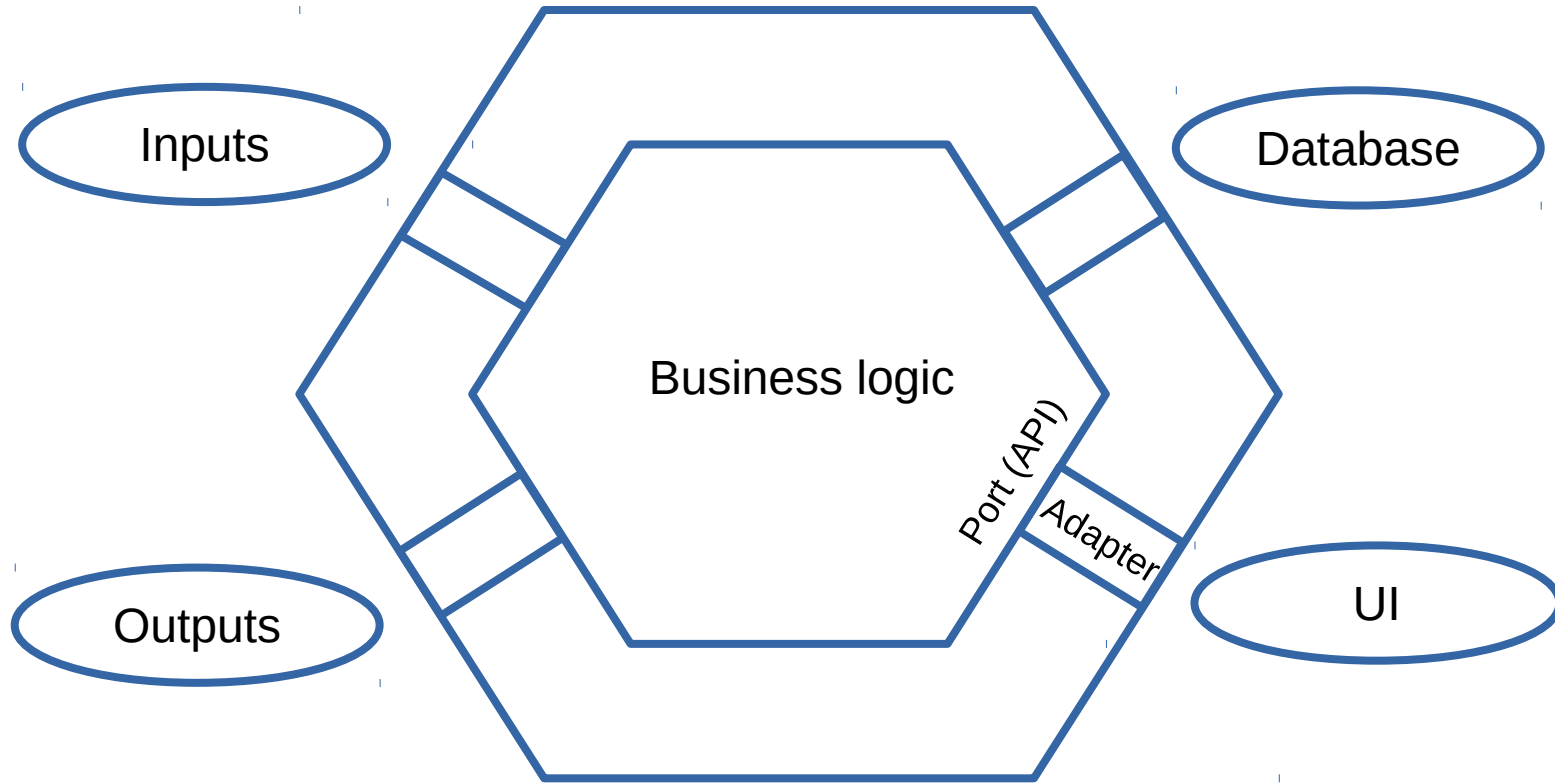 Inputs
Database
Business logic
Port (API)
Adapter
Outputs
UI